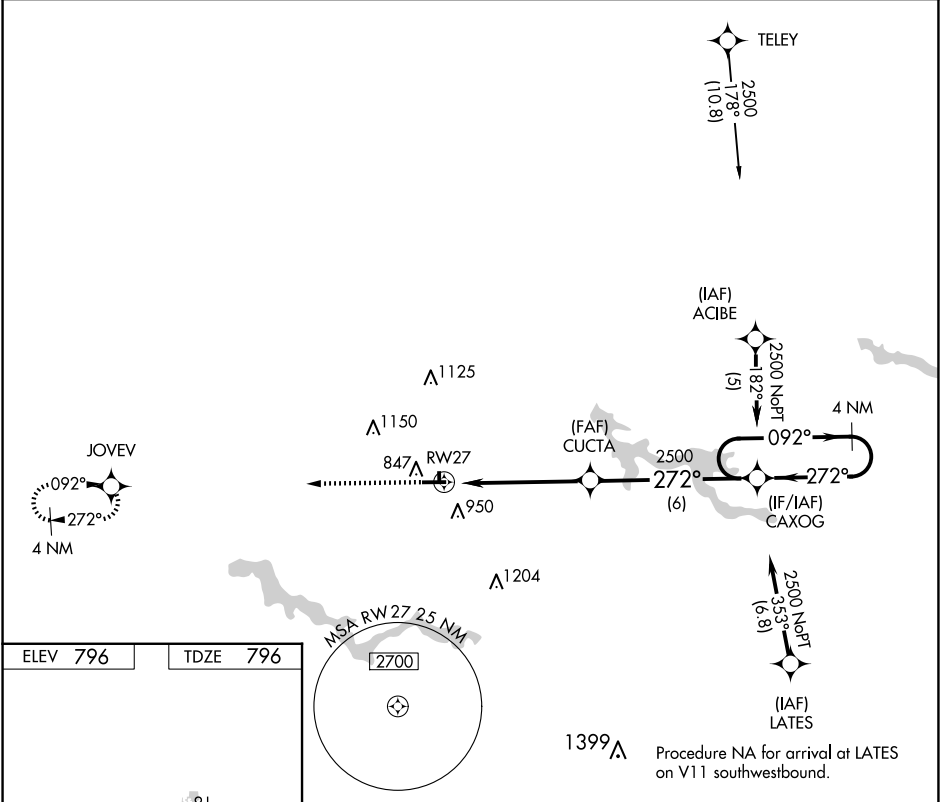 TELEY
2500
178°
(10.8)
(IAF)
ACIBE
2500 NoPT
182°
(5)
4 NM
092°
272°
(IF/IAF)
CAXOG
(FAF)
CUCTA
2500
272°
(6)
1125
1150
847
RW27
950
1204
JOVEV
092°
272°
4 NM
2500 NoPT
353°
(6.8)
(IAF)
LATES
MSA RW27 25 NM
2700
1399
Procedure NA for arrival at LATES
on V11 southwestbound.
ELEV 796
TDZE 796